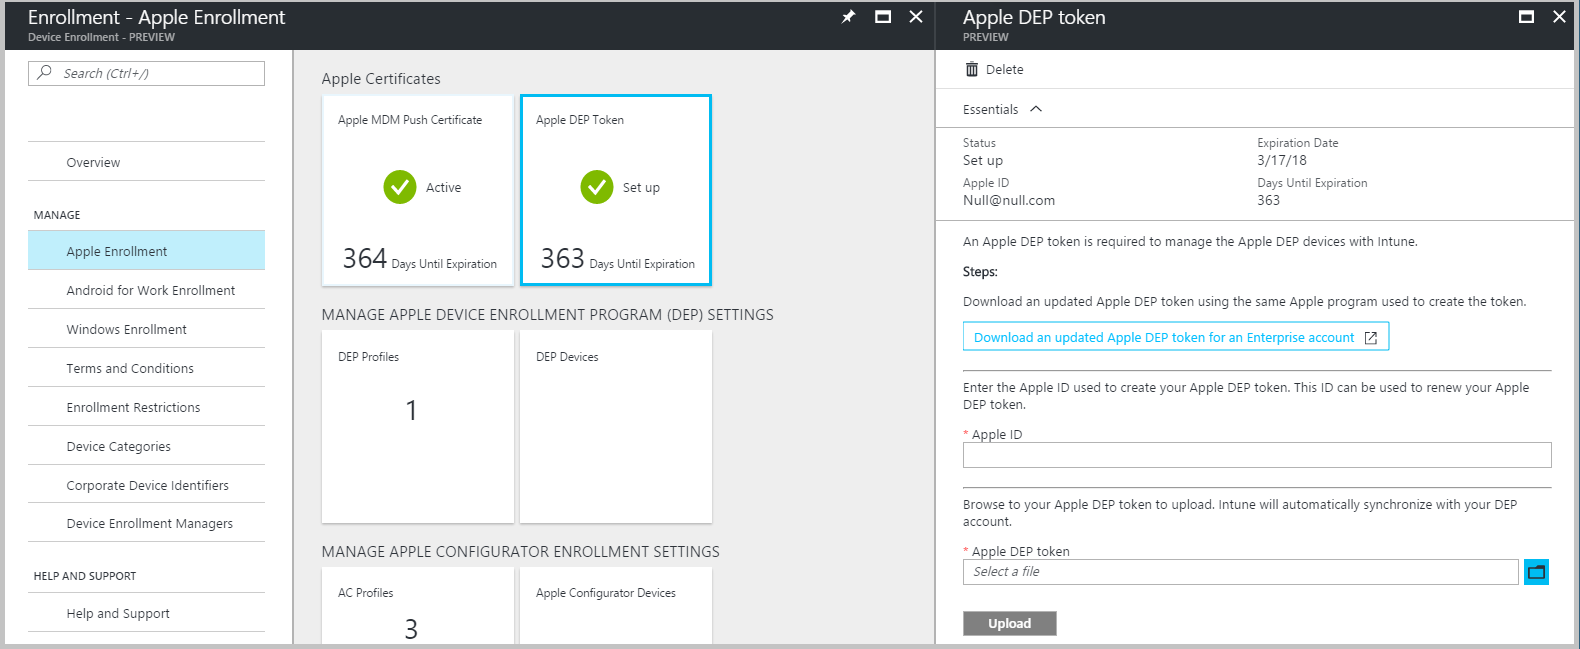 Enrollment - Apple Enrollment
Device Enrollment - PREVIEW
Search (Ctrl+/)
Overview
MANAGE
Apple Enrollment
Android for Work Enrollment
Windows Enrollment
Terms and Conditions
Enrollment Restrictions
Device Categories
Corporate Device Identifiers
Device Enrollment Managers
HELP AND SUPPORT
Help and Support
Apple Certificates
Apple MDM Push Certificate
Active
364 Days Until Expiration
Apple DEP Token
Set up
363 Days Until Expiration
MANAGE APPLE DEVICE ENROLLMENT PROGRAM (DEP) SETTINGS
DEP Profiles
1
DEP Devices
MANAGE APPLE CONFIGURATOR ENROLLMENT SETTINGS
AC Profiles
3
Apple Configurator Devices
Apple DEP token
PREVIEW
Delete
Essentials
Status
Set up
Expiration Date
3/17/18
Apple ID
Null@null.com
Days Until Expiration
363
An Apple DEP token is required to manage the Apple DEP devices with Intune.
Steps:
Download an updated Apple DEP token using the same Apple program used to create the token.
Download an updated Apple DEP token for an Enterprise account
Enter the Apple ID used to create your Apple DEP token. This ID can be used to renew your Apple
DEP token.
* Apple ID
Browse to your Apple DEP token to upload. Intune will automatically synchronize with your DEP
account.
* Apple DEP token
Select a file
Upload